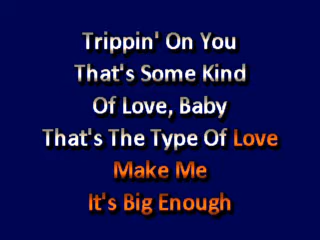 Trippin' On You
That's Some Kind
Of Love, Baby
That's The Type Of Love
Make Me
It's Big Enough